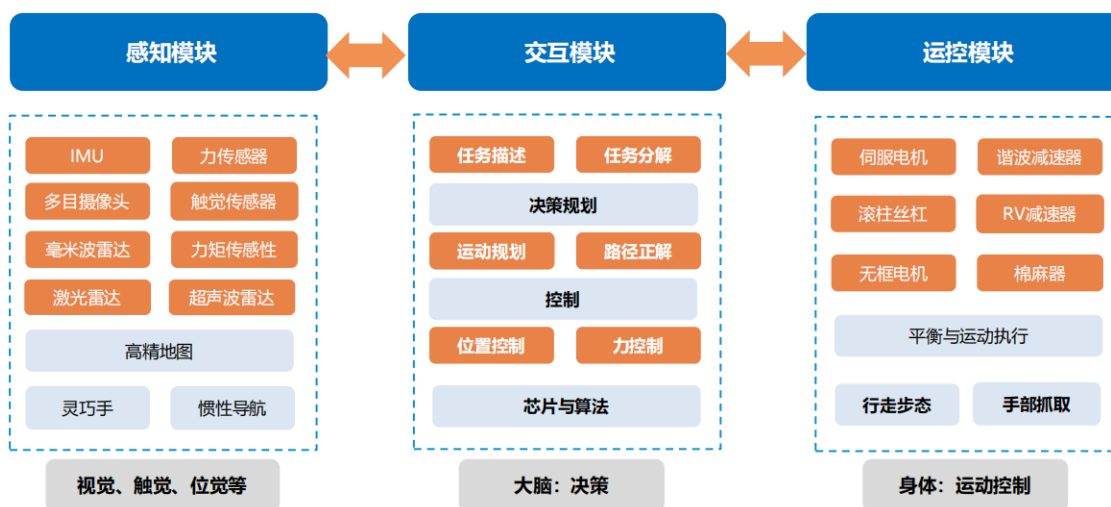 感知模块
交互模块
运控模块
IMU
力传感器
多目摄像头
触觉传感器
毫米波雷达
力矩传感性
激光雷达
超声波雷达
高精地图
灵巧手
惯性导航
任务描述
任务分解
决策规划
运动规划
路径正解
控制
位置控制
力控制
芯片与算法
伺服电机
谐波减速器
滚柱丝杠
RV减速器
无框电机
棉麻器
平衡与运动执行
行走步态
手部抓取
视觉、触觉、位觉等
大脑：决策
身体：运动控制